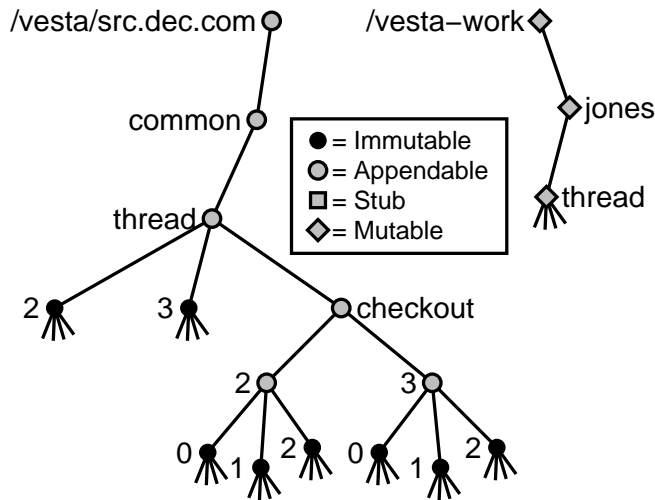 /vesta/src.dec.com
/vesta−work
common
jones
= Immutable
= Appendable
= Stub
= Mutable
thread
thread
2
3
checkout
2
3
0
1
2
0
1
2